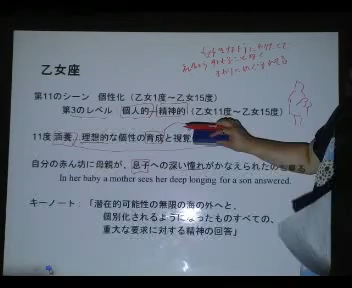 乙女座
第11のシーン　個性化（乙女1度～乙女15度）
第3のレベル　個人的－精神的（乙女11度～乙女15度）
11度 涵養／理想的な個性の育成と視覚
自分の赤ん坊に母親が、息子への深い憧れがかなえられたのを見る
In her baby a mother sees her deep longing for a son answered.
キーノート：「潜在的可能性の無限の海の外へと、
個別化されるようになったものすべての、
重大な要求に対する精神の回答」